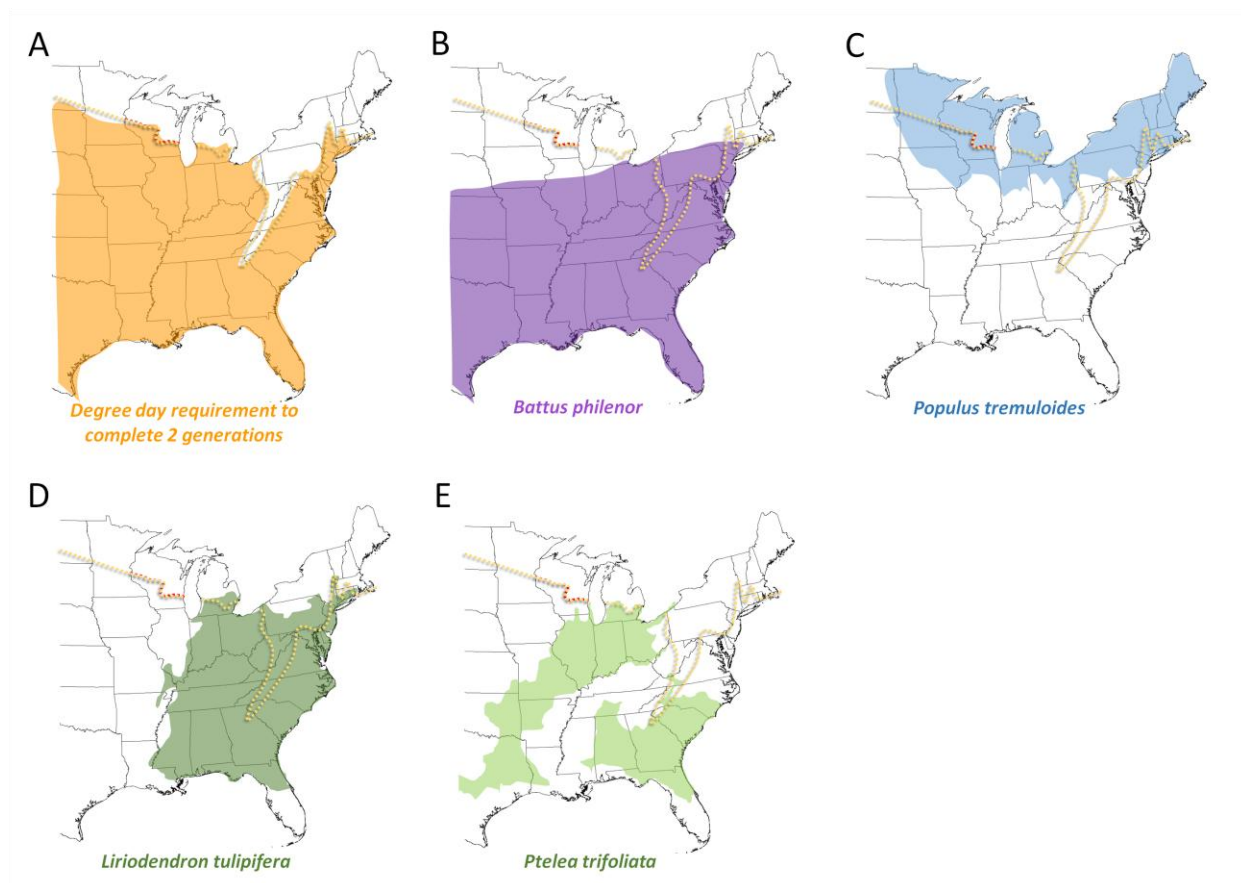 A
B
C
Degree day requirement to
complete 2 generations
Battus philenor
Populus tremuloides
D
E
Liriodendron tulipifera
Ptelea trifoliata